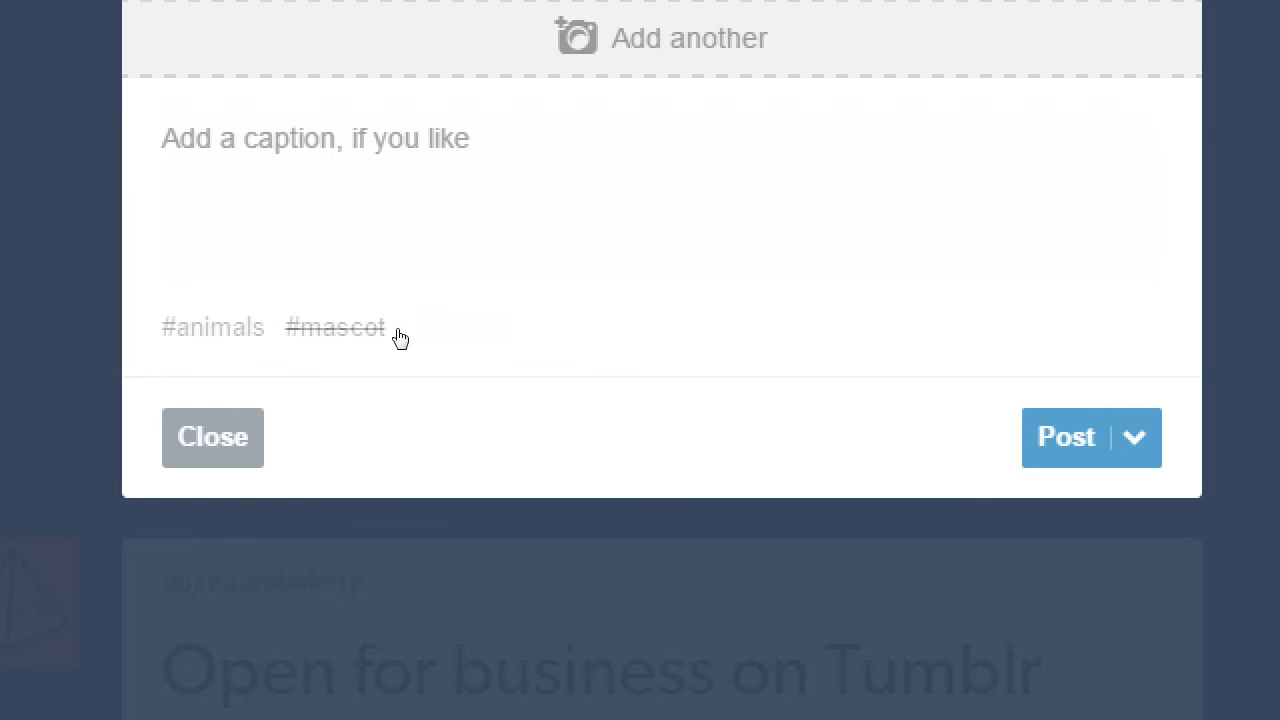 Add another
Add a caption, if you like
#animals #mascot
Close Post
Open for business on Tumblr